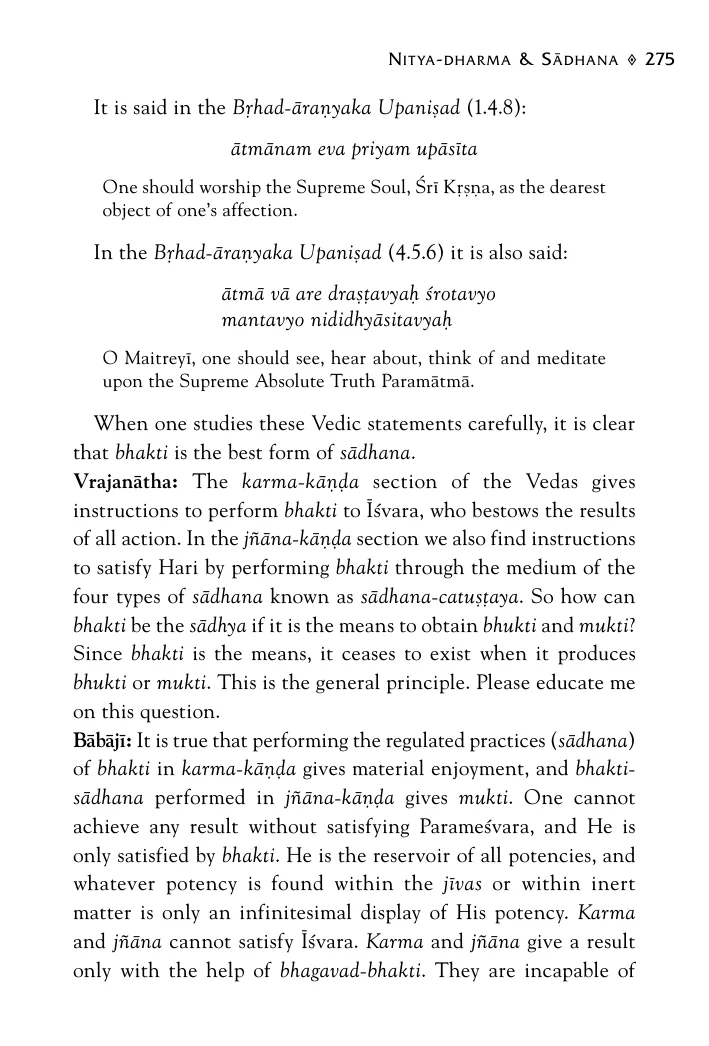 Nitya-dharma & Sādhana ◊ 275
It is said in the Bṛhad-āraṇyaka Upaniṣad (1.4.8):
ātmānam eva priyam upāsīta
One should worship the Supreme Soul, Śrī Kṛṣṇa, as the dearest
object of one's affection.
In the Bṛhad-āraṇyaka Upaniṣad (4.5.6) it is also said:
ātmā vā are draṣṭavyaḥ śrotavyo
mantavyo nididhyāsitavyaḥ
O Maitreyī, one should see, hear about, think of and meditate
upon the Supreme Absolute Truth Paramātmā.
When one studies these Vedic statements carefully, it is clear
that bhakti is the best form of sādhana.
Vrajanātha: The karma-kāṇḍa section of the Vedas gives
instructions to perform bhakti to Īśvara, who bestows the results
of all action. In the jñāna-kāṇḍa section we also find instructions
to satisfy Hari by performing bhakti through the medium of the
four types of sādhana known as sādhana-catuṣṭaya. So how can
bhakti be the sādhya if it is the means to obtain bhukti and mukti?
Since bhakti is the means, it ceases to exist when it produces
bhukti or mukti. This is the general principle. Please educate me
on this question.
Bābājī: It is true that performing the regulated practices (sādhana)
of bhakti in karma-kāṇḍa gives material enjoyment, and bhakti-
sādhana performed in jñāna-kāṇḍa gives mukti. One cannot
achieve any result without satisfying Parameśvara, and He is
only satisfied by bhakti. He is the reservoir of all potencies, and
whatever potency is found within the jīvas or within inert
matter is only an infinitesimal display of His potency. Karma
and jñāna cannot satisfy Īśvara. Karma and jñāna give a result
only with the help of bhagavad-bhakti. They are incapable of